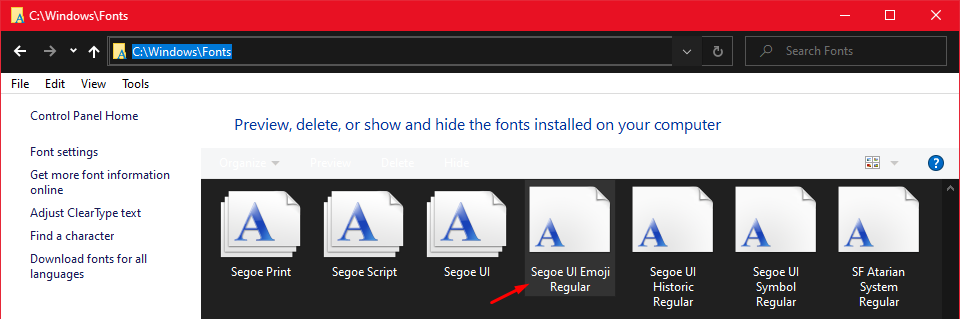 C:\Windows\Fonts
C:\Windows\Fonts
Search Fonts
File Edit View Tools
Control Panel Home
Font settings
Get more font information
online
Adjust ClearType text
Find a character
Download fonts for all
languages
Preview, delete, or show and hide the fonts installed on your computer
Organize Preview Delete Hide
Segoe Print
Segoe Script
Segoe UI
Segoe UI Emoji
Regular
Segoe UI
Historic
Regular
Segoe UI
Symbol
Regular
SF Atarian
System
Regular